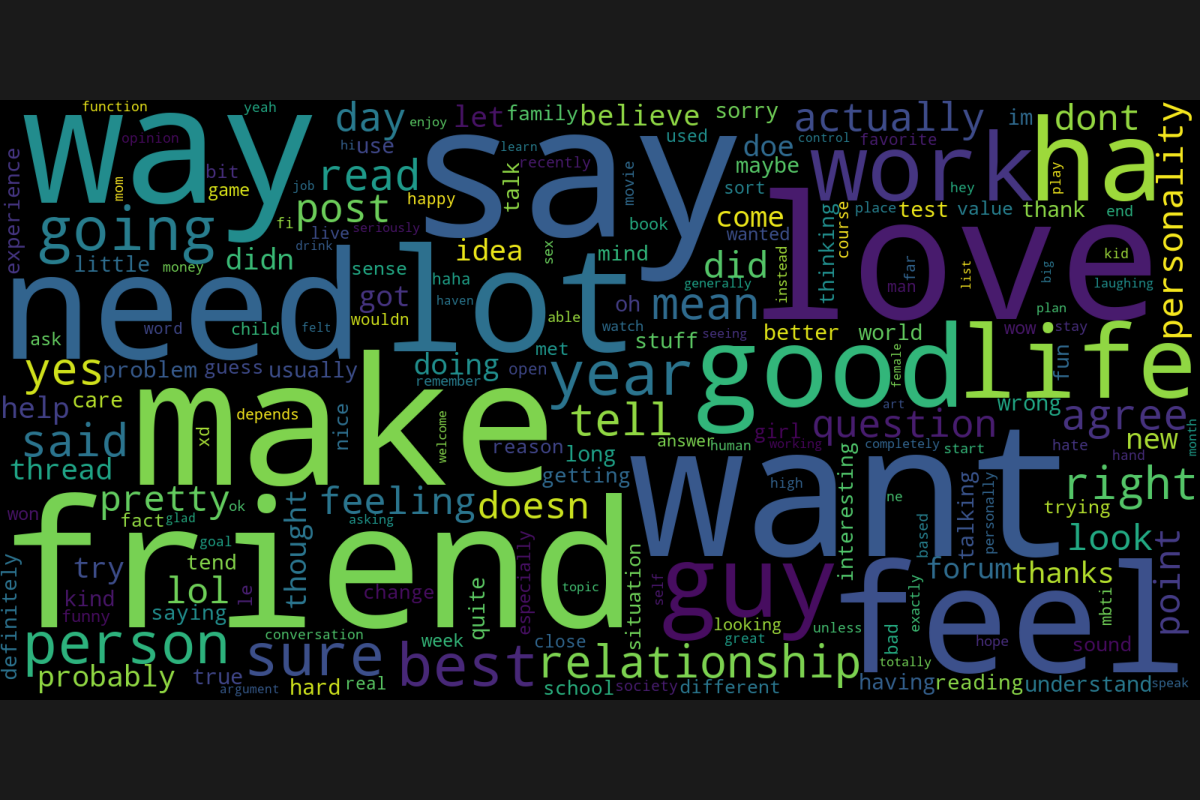 function
yeah
way
opinion
day
enjoy
let
family
believe
sorry
actually
im
dont
personality
say
hi
use
learn
used
doe
control
favorite
work
ha
experience
mom
bit
game
job
read
post
happy
talk
recently
movie
maybe
sort
hey
play
love
going
fi
live
seriously
drink
book
come
wanted
place
test
value
thank
end
course
thinking
little
money
didn
sense
idea
sex
mind
did
generally
instead
man
far
list
big
kid
laughing
need
lot
haha
haven
got
able
oh
mean
plan
ask
word
child
felt
wouldn
watch
stuff
seeing
better
world
wow
stay
good
life
yes
problem
guess
usually
doing
met
open
remember
year
female
fun
help
care
make
depends
xd
nice
welcome
tell
art
wrong
agree
said
reason
long
answer
human
girl
working
question
completely
start
hate
new
hand
month
thread
getting
want
high
interesting
right
pretty
ok
feeling
doesn
ne
based
talking
personally
trying
won
fact
glad
thought
asking
look
friend
goal
tend
especially
topic
situation
self
guy
forum
thanks
point
definitely
try
kind
funny
lol
saying
le
change
quite
looking
great
unless
feel
exactly
mbti
bad
hope
sound
totally
person
conversation
sure
week
close
best
relationship
probably
true
argument
hard
real
school
society
different
having
reading
understand
speak